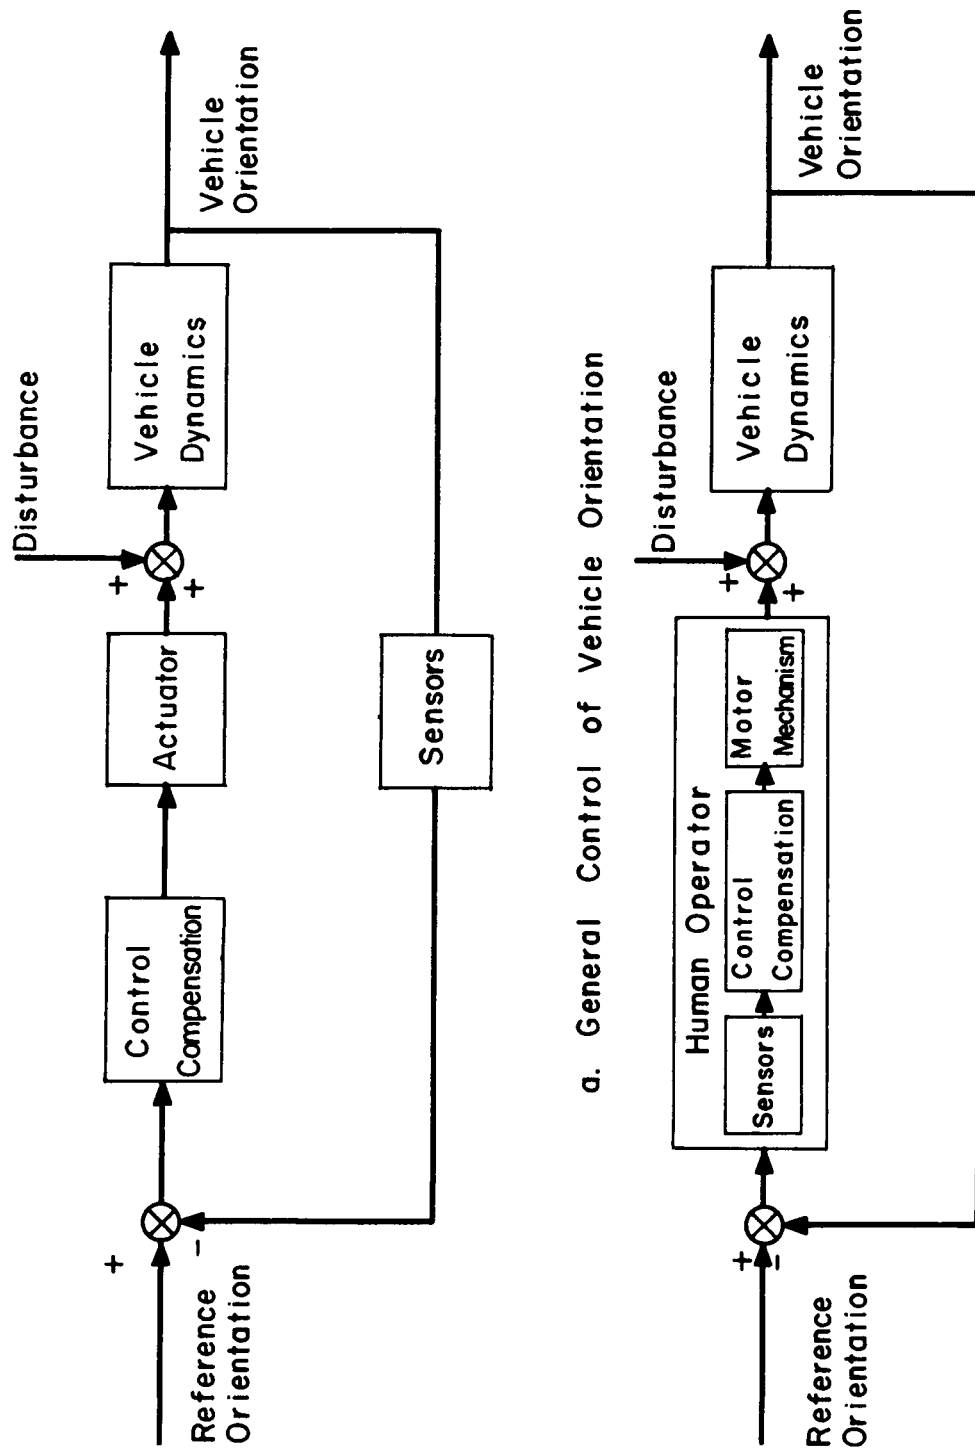 Disturbance
+
+
+
-
Reference
Orientation
Control
Compensation
Actuator
Vehicle
Dynamics
Vehicle
Orientation
Sensors
a. General Control of Vehicle Orientation
Disturbance
Human Operator
+
+
+
-
Reference
Orientation
Sensors
Control
Compensation
Motor
Mechanism
Vehicle
Dynamics
Vehicle
Orientation